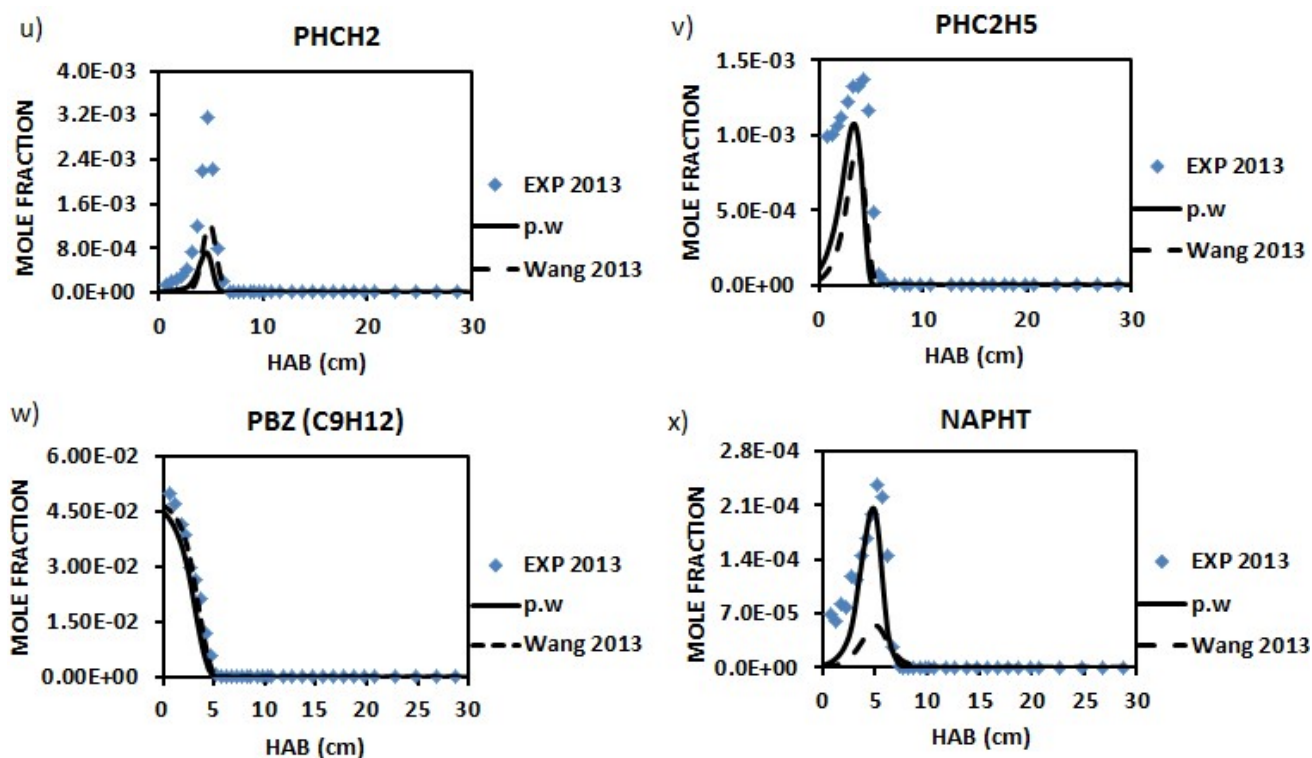 u)
PHCH2
4.0E-03
3.2E-03
2.4E-03
1.6E-03
8.0E-04
0.0E+00
MOLE FRACTION
0 10 20 30
HAB (cm)
EXP 2013
p.w
Wang 2013
v)
PHC2H5
1.5E-03
1.0E-03
5.0E-04
0.0E+00
MOLE FRACTION
0 10 20 30
HAB (cm)
EXP 2013
p.w
Wang 2013
w)
PBZ (C9H12)
6.00E-02
4.50E-02
3.00E-02
1.50E-02
0.00E+00
MOLE FRACTION
0 5 10 15 20 25 30
HAB (cm)
EXP 2013
p.w
Wang 2013
x)
NAPHT
2.8E-04
2.1E-04
1.4E-04
7.0E-05
0.0E+00
MOLE FRACTION
0 5 10 15 20 25 30
HAB (cm)
EXP 2013
p.w
Wang 2013